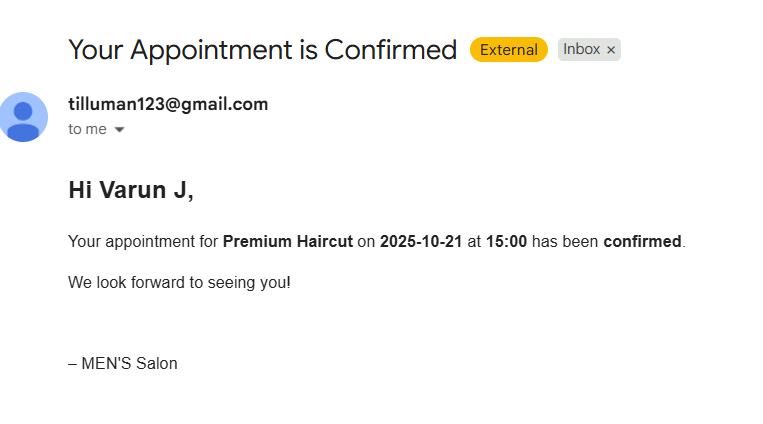 Your Appointment is Confirmed External Inbox ×
tilluman123@gmail.com
to me
Hi Varun J,
Your appointment for Premium Haircut on 2025-10-21 at 15:00 has been confirmed.
We look forward to seeing you!
– MEN'S Salon